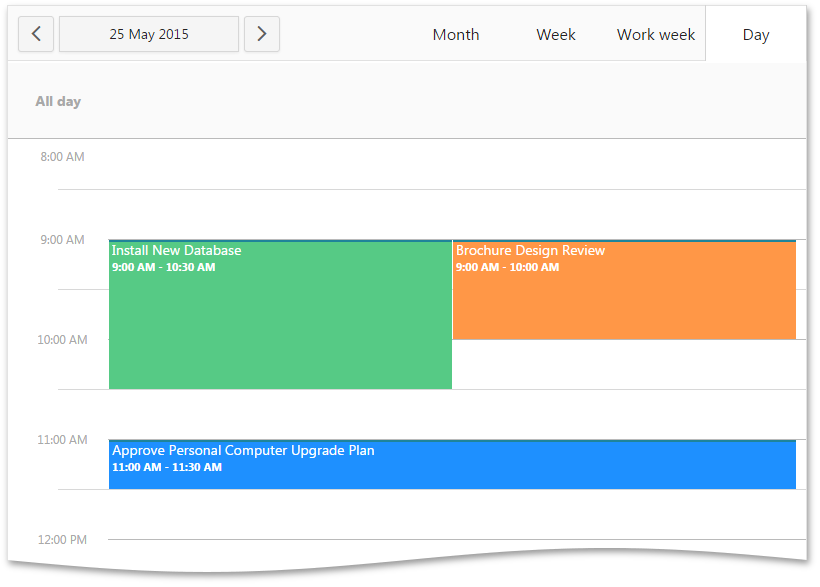 25 May 2015
Month
Week
Work week
Day
All day
8:00 AM
9:00 AM
Install New Database
9:00 AM - 10:30 AM
Brochure Design Review
9:00 AM - 10:00 AM
10:00 AM
11:00 AM
Approve Personal Computer Upgrade Plan
11:00 AM - 11:30 AM
12:00 PM